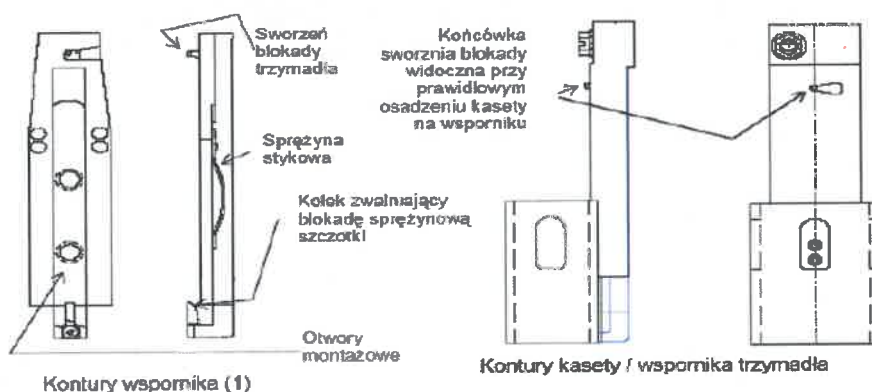 Sworzeń
blokady
trzymadła
Sprężyna
stykowa
Kołek zwalniający
blokadę sprężynową
szczotki
Otwory
montażowe
Kontury wspornika (1)
Końcówka
sworznia blokady
widoczna przy
prawidłowym
osadzeniu kasety
na wsporniku
Kontury kasety / wspornika trzymadła